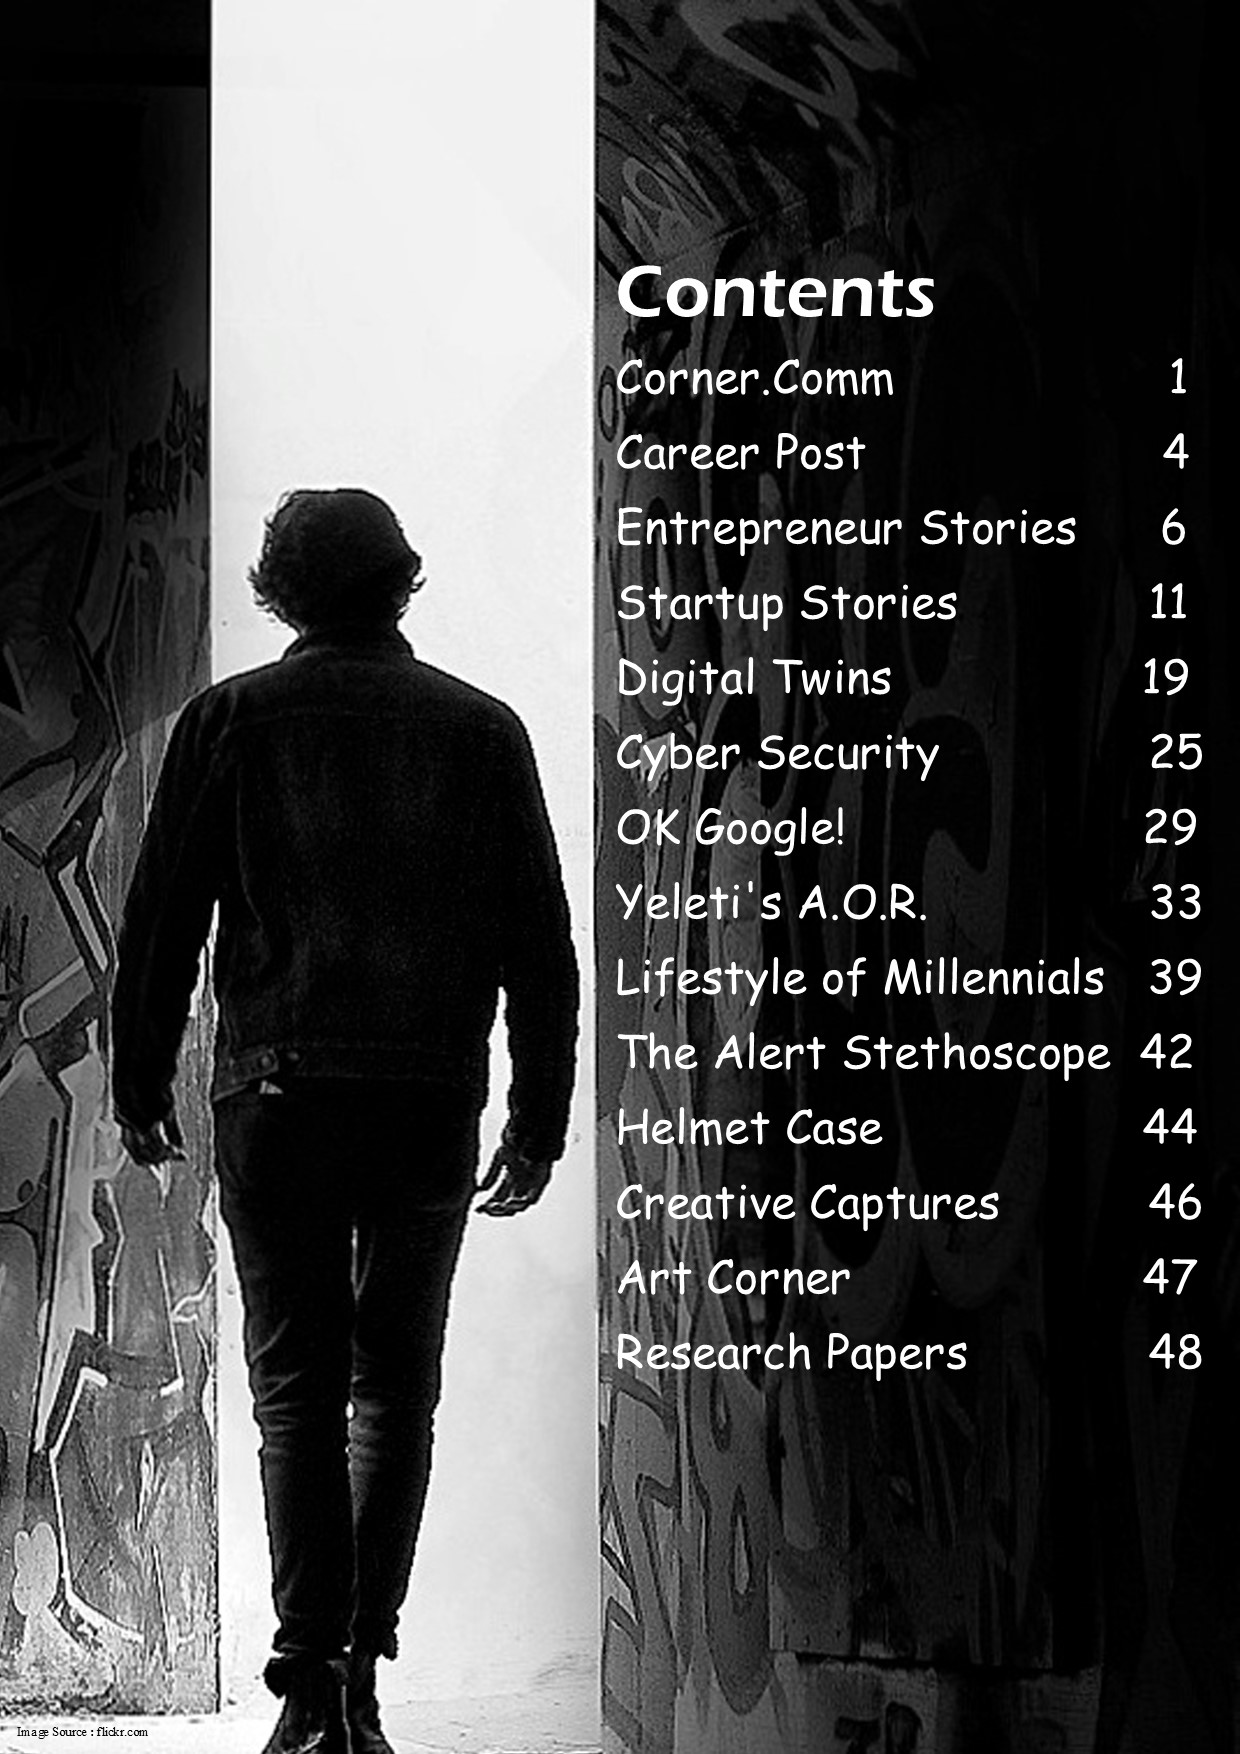 Contents
Corner.Comm 1
Career Post 4
Entrepreneur Stories 6
Startup Stories 11
Digital Twins 19
Cyber Security 25
OK Google! 29
Yeleti's A.O.R. 33
Lifestyle of Millennials 39
The Alert Stethoscope 42
Helmet Case 44
Creative Captures 46
Art Corner 47
Research Papers 48
Image Source : flickr.com